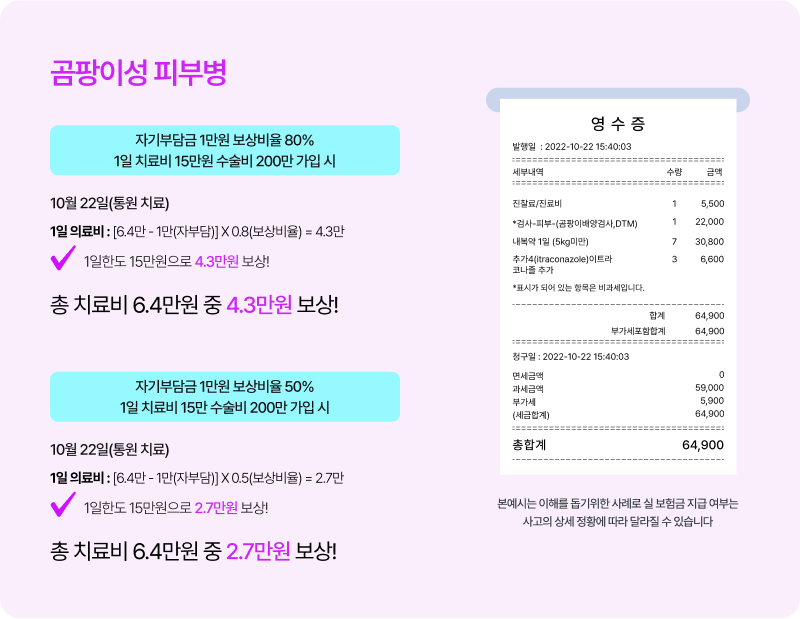 곰팡이성 피부병
자기부담금 1만원 보상비율 80%
1일 치료비 15만원 수술비 200만 가입 시
10월 22일(통원 치료)
1일 의료비 : [6.4만 - 1만(자부담)] X 0.8(보상비율) = 4.3만
1일한도 15만원으로 4.3만원 보상!
총 치료비 6.4만원 중 4.3만원 보상!
자기부담금 1만원 보상비율 50%
1일 치료비 15만 수술비 200만 가입 시
10월 22일(통원 치료)
1일 의료비 : [6.4만 - 1만(자부담)] X 0.5(보상비율) = 2.7만
1일한도 15만원으로 2.7만원 보상!
총 치료비 6.4만원 중 2.7만원 보상!
영 수 증
발행일 : 2022-10-22 15:40:03
세부내역 수량 금액
진찰료/진료비 1 5,500
*검사-피부-(곰팡이배양검사,DTM) 1 22,000
내복약 1일 (5kg미만) 7 30,800
추가4(itraconazole)이트라 3 6,600
코나졸 추가
*표시가 되어 있는 항목은 비과세입니다.
합계 64,900
부가세포함합계 64,900
청구일 : 2022-10-22 15:40:03
면세금액 0
과세금액 59,000
부가세 5,900
(세금합계) 64,900
총합계 64,900
본예시는 이해를 돕기위한 사례로 실 보험금 지급 여부는
사고의 상세 정황에 따라 달라질 수 있습니다